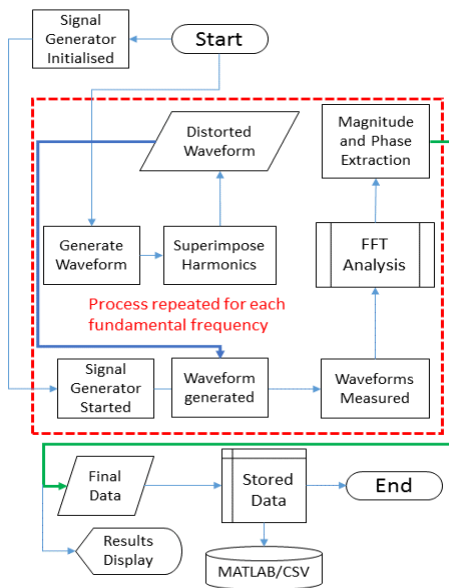 Signal
Generator
Initialised
Start
Distorted
Waveform
Magnitude
and Phase
Extraction
Generate
Waveform
Superimpose
Harmonics
FFT
Analysis
Process repeated for each
fundamental frequency
Signal
Generator
Started
Waveform
generated
Waveforms
Measured
Final
Data
Stored
Data
End
Results
Display
MATLAB/CSV